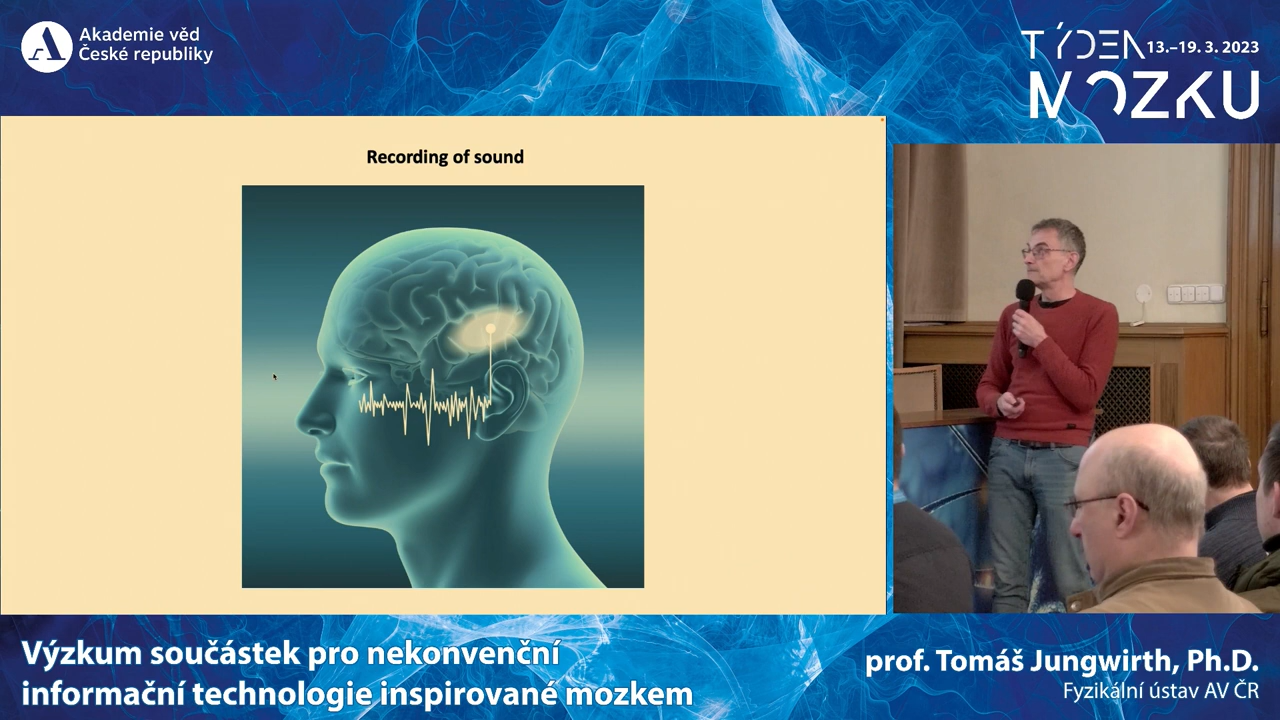 Akademie věd
České republiky
TÝDEN 13.–19. 3. 2023
MOZKU
Recording of sound
Výzkum součástek pro nekonvenční
informační technologie inspirované mozkem
prof. Tomáš Jungwirth, Ph.D.
Fyzikální ústav AV ČR